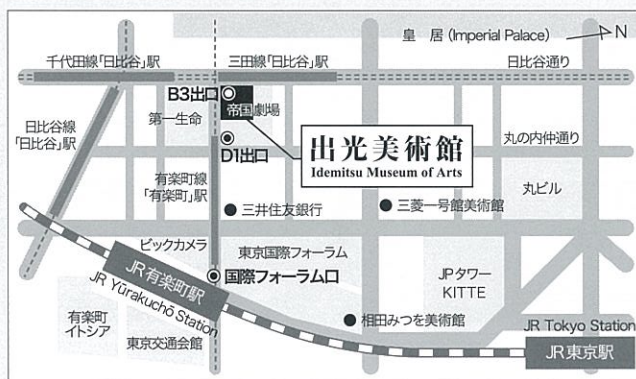 皇 居 (Imperial Palace)
N
千代田線「日比谷」駅
三田線「日比谷」駅
日比谷通り
B3出口
帝国劇場
第一生命
日比谷線
「日比谷」駅
D1出口
出光美術館
Idemitsu Museum of Arts
丸の内仲通り
有楽町線
「有楽町」駅
丸ビル
三井住友銀行
三菱一号館美術館
ビックカメラ
東京国際フォーラム
JR有楽町駅
JR Yūrakuchō Station
国際フォーラム口
JPタワー
KITTE
有楽町
イトシア
東京交通会館
相田みつを美術館
JR Tokyo Station
JR東京駅